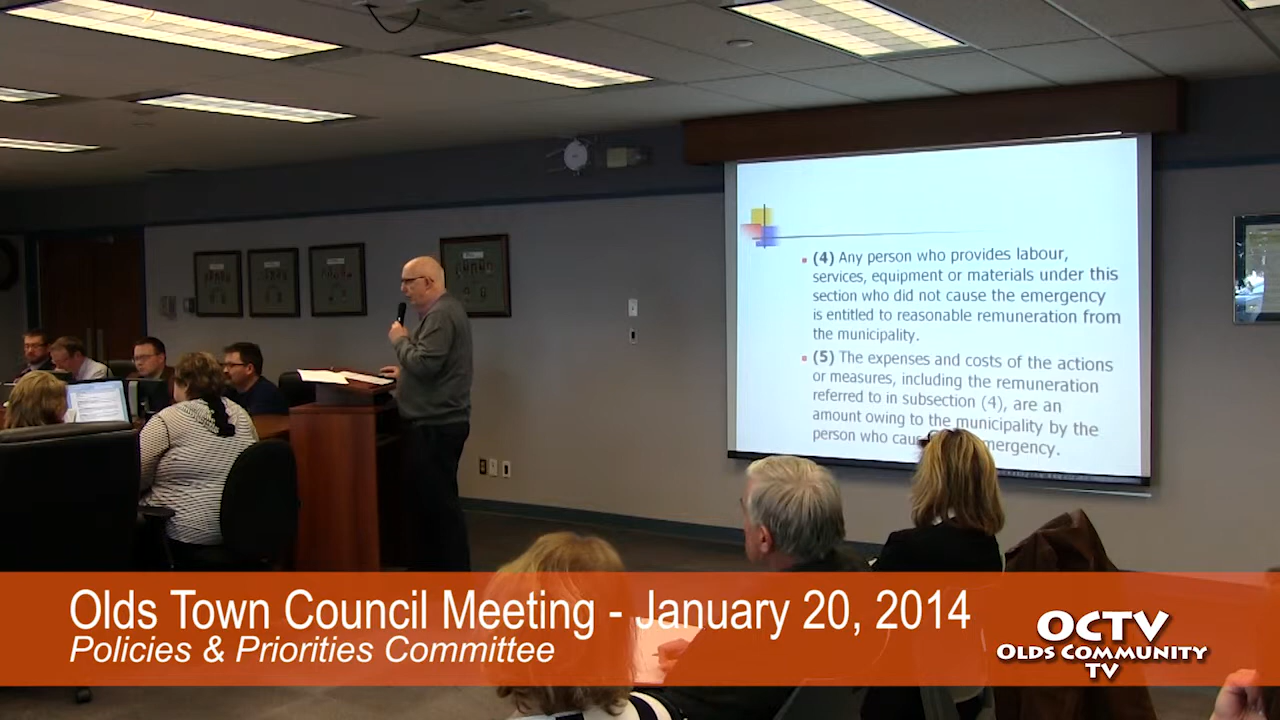 (4) Any person who provides labour,
services, equipment or materials under this
section who did not cause the emergency
is entitled to reasonable remuneration from
the municipality.
(5) The expenses and costs of the actions
or measures, including the remuneration
referred to in subsection (4), are an
amount owing to the municipality by the
person who emergency.
Olds Town Council Meeting - January 20, 2014
Policies & Priorities Committee
OCTV
OLDS COMMUNITY
TV